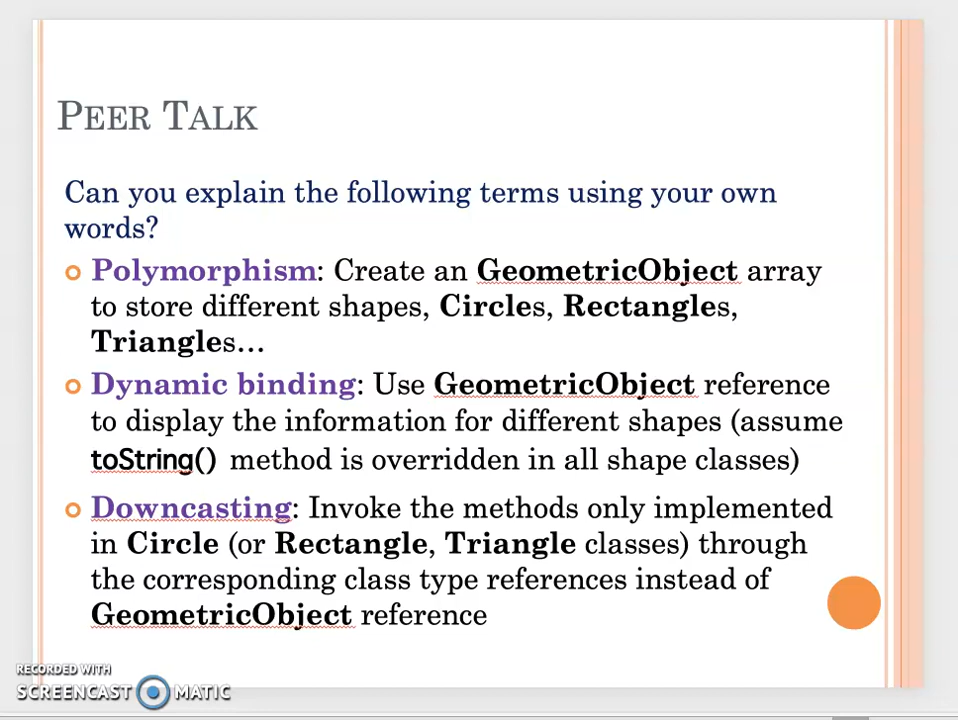 PEER TALK
Can you explain the following terms using your own
words?
Polymorphism: Create an GeometricObject array
to store different shapes, Circles, Rectangles,
Triangles…
Dynamic binding: Use GeometricObject reference
to display the information for different shapes (assume
toString() method is overridden in all shape classes)
Downcasting: Invoke the methods only implemented
in Circle (or Rectangle, Triangle classes) through
the corresponding class type references instead of
GeometricObject reference
RECORDED WITH
SCREENCAST MATIC